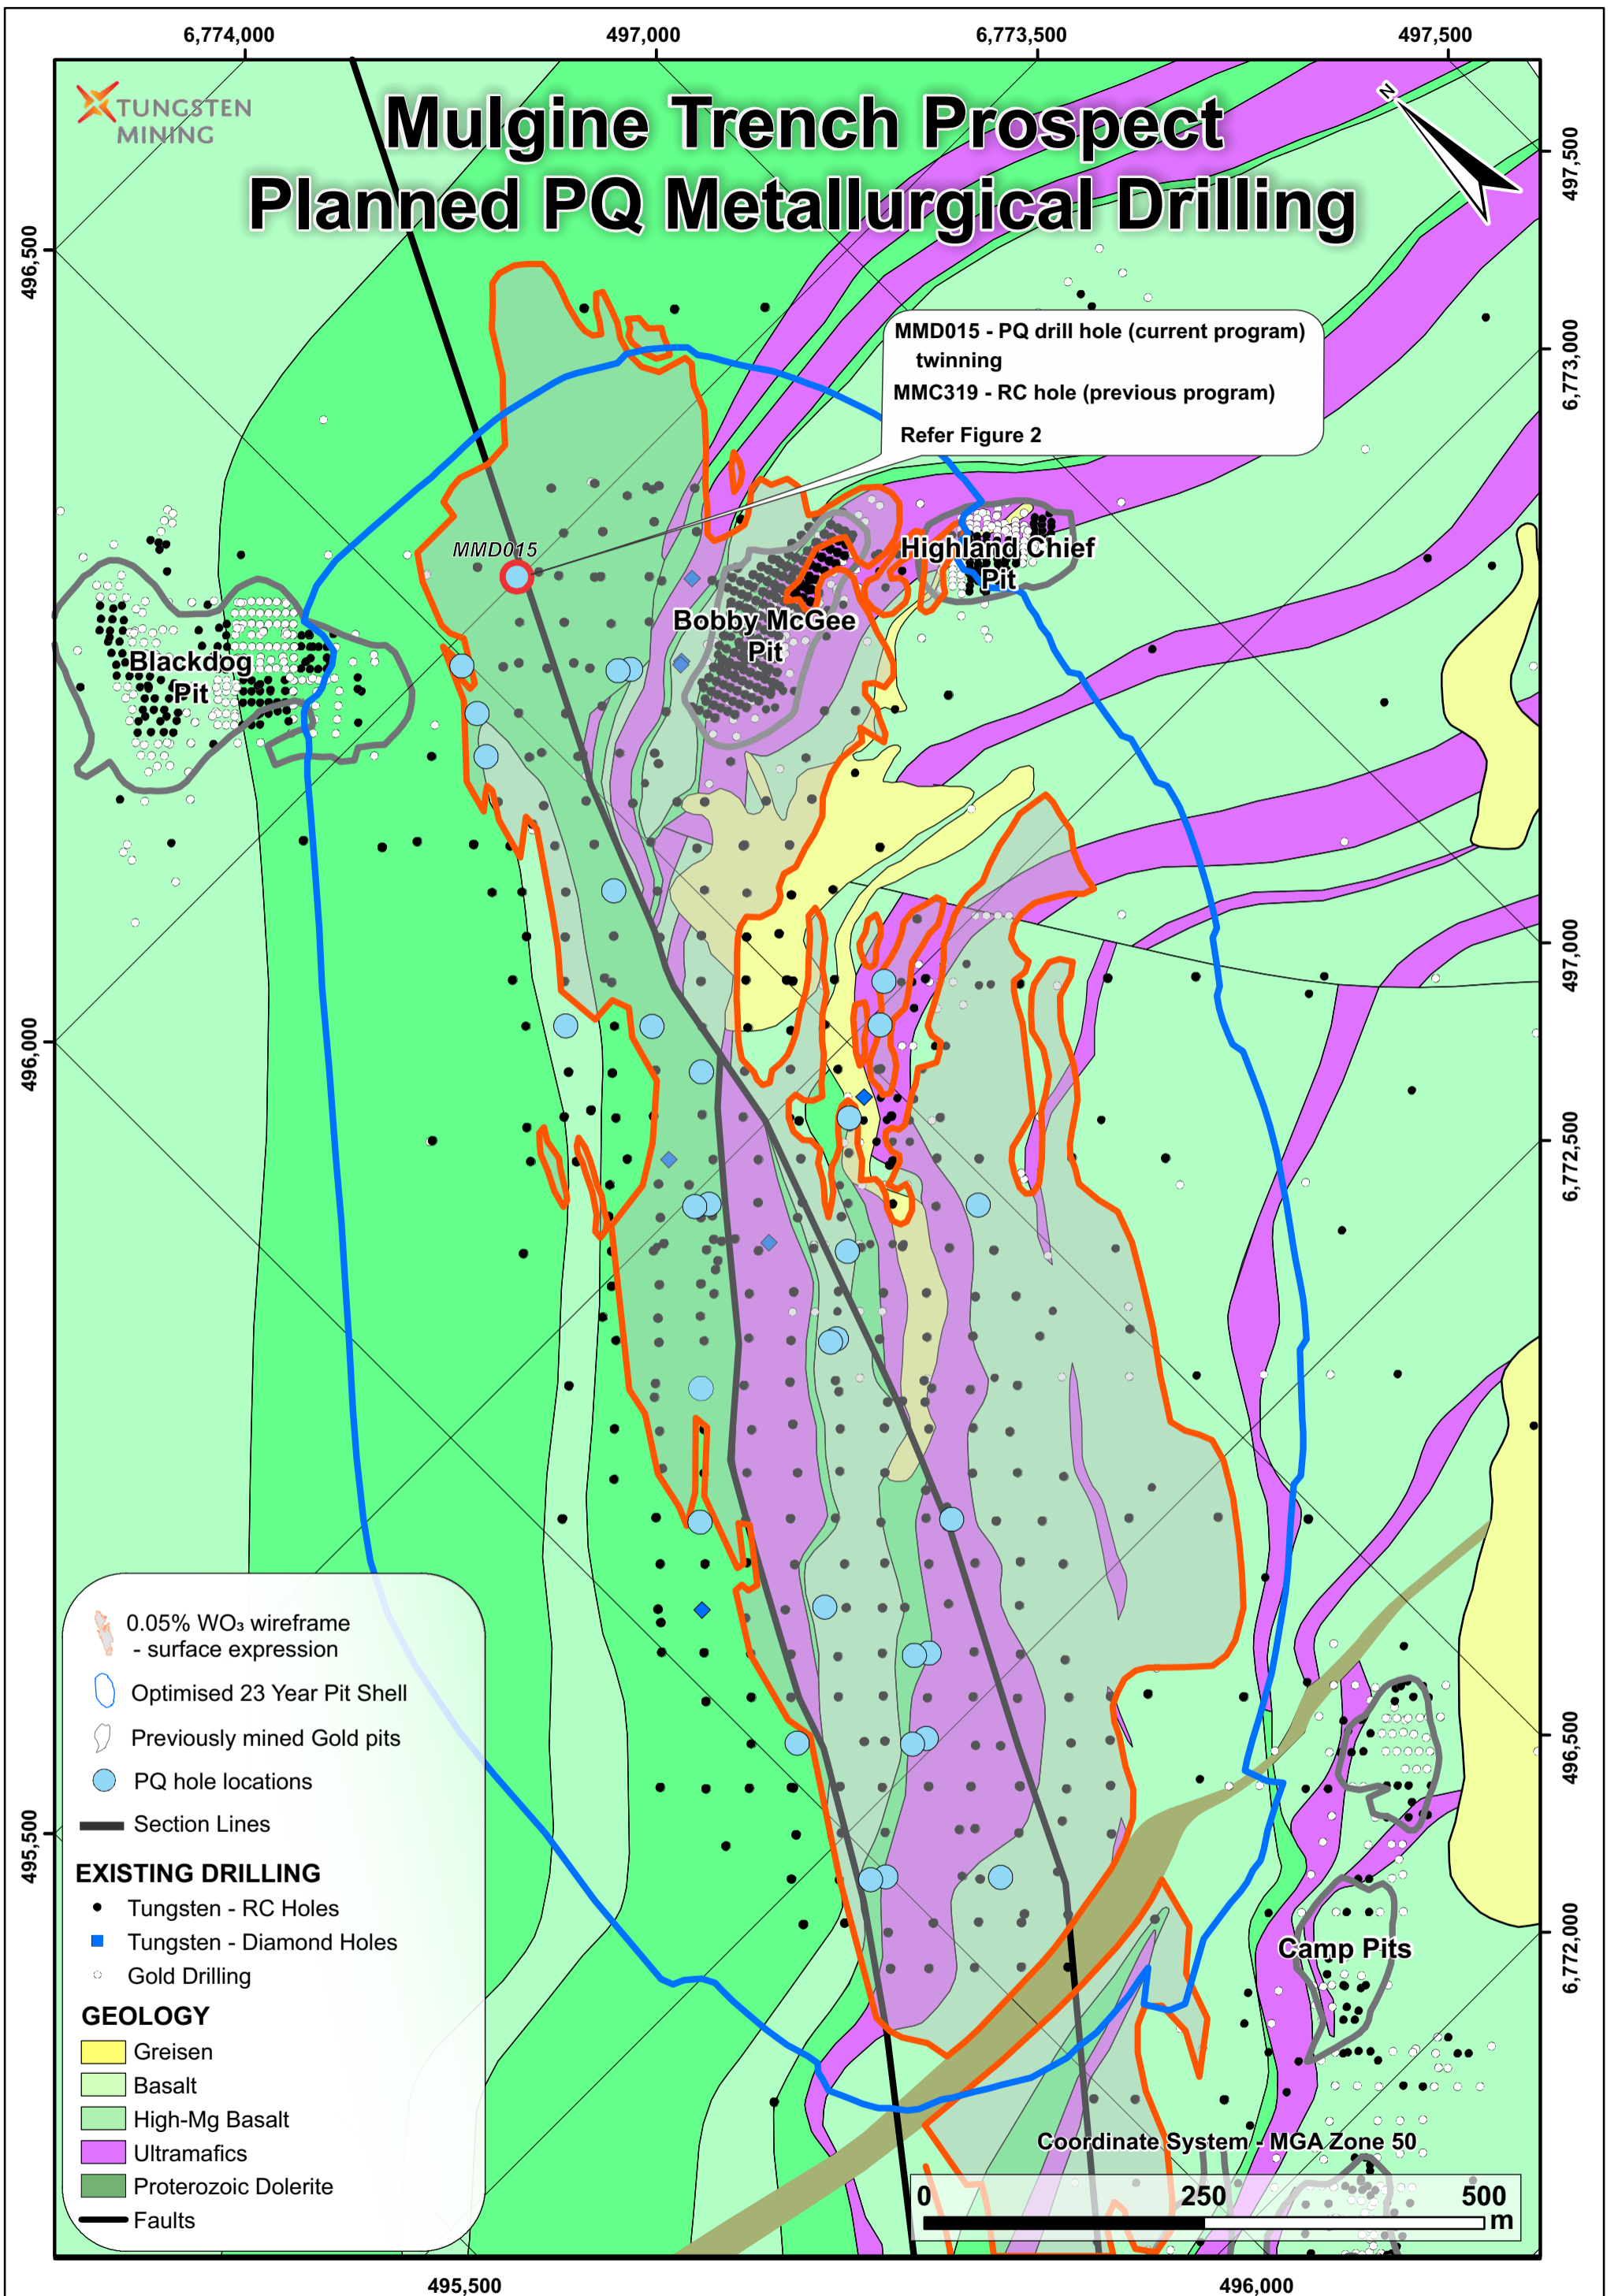 6,774,000 497,000 6,773,500 497,500
TUNGSTEN
MINING
Mulgine Trench Prospect
Planned PQ Metallurgical Drilling
N
497,500
496,500
6,773,000
MMD015 - PQ drill hole (current program)
twinning
MMC319 - RC hole (previous program)
Refer Figure 2
MMD015
Highland Chief
Pit
Bobby McGee
Pit
Blackdog
Pit
497,000
496,000
6,772,500
496,500
495,500
6,772,000
0.05% WO₃ wireframe
- surface expression
Optimised 23 Year Pit Shell
Previously mined Gold pits
PQ hole locations
Section Lines
EXISTING DRILLING
Tungsten - RC Holes
Tungsten - Diamond Holes
Gold Drilling
GEOLOGY
Greisen
Basalt
High-Mg Basalt
Ultramafics
Proterozoic Dolerite
Faults
Camp Pits
Coordinate System - MGA Zone 50
0 250 500
m
495,500 496,000